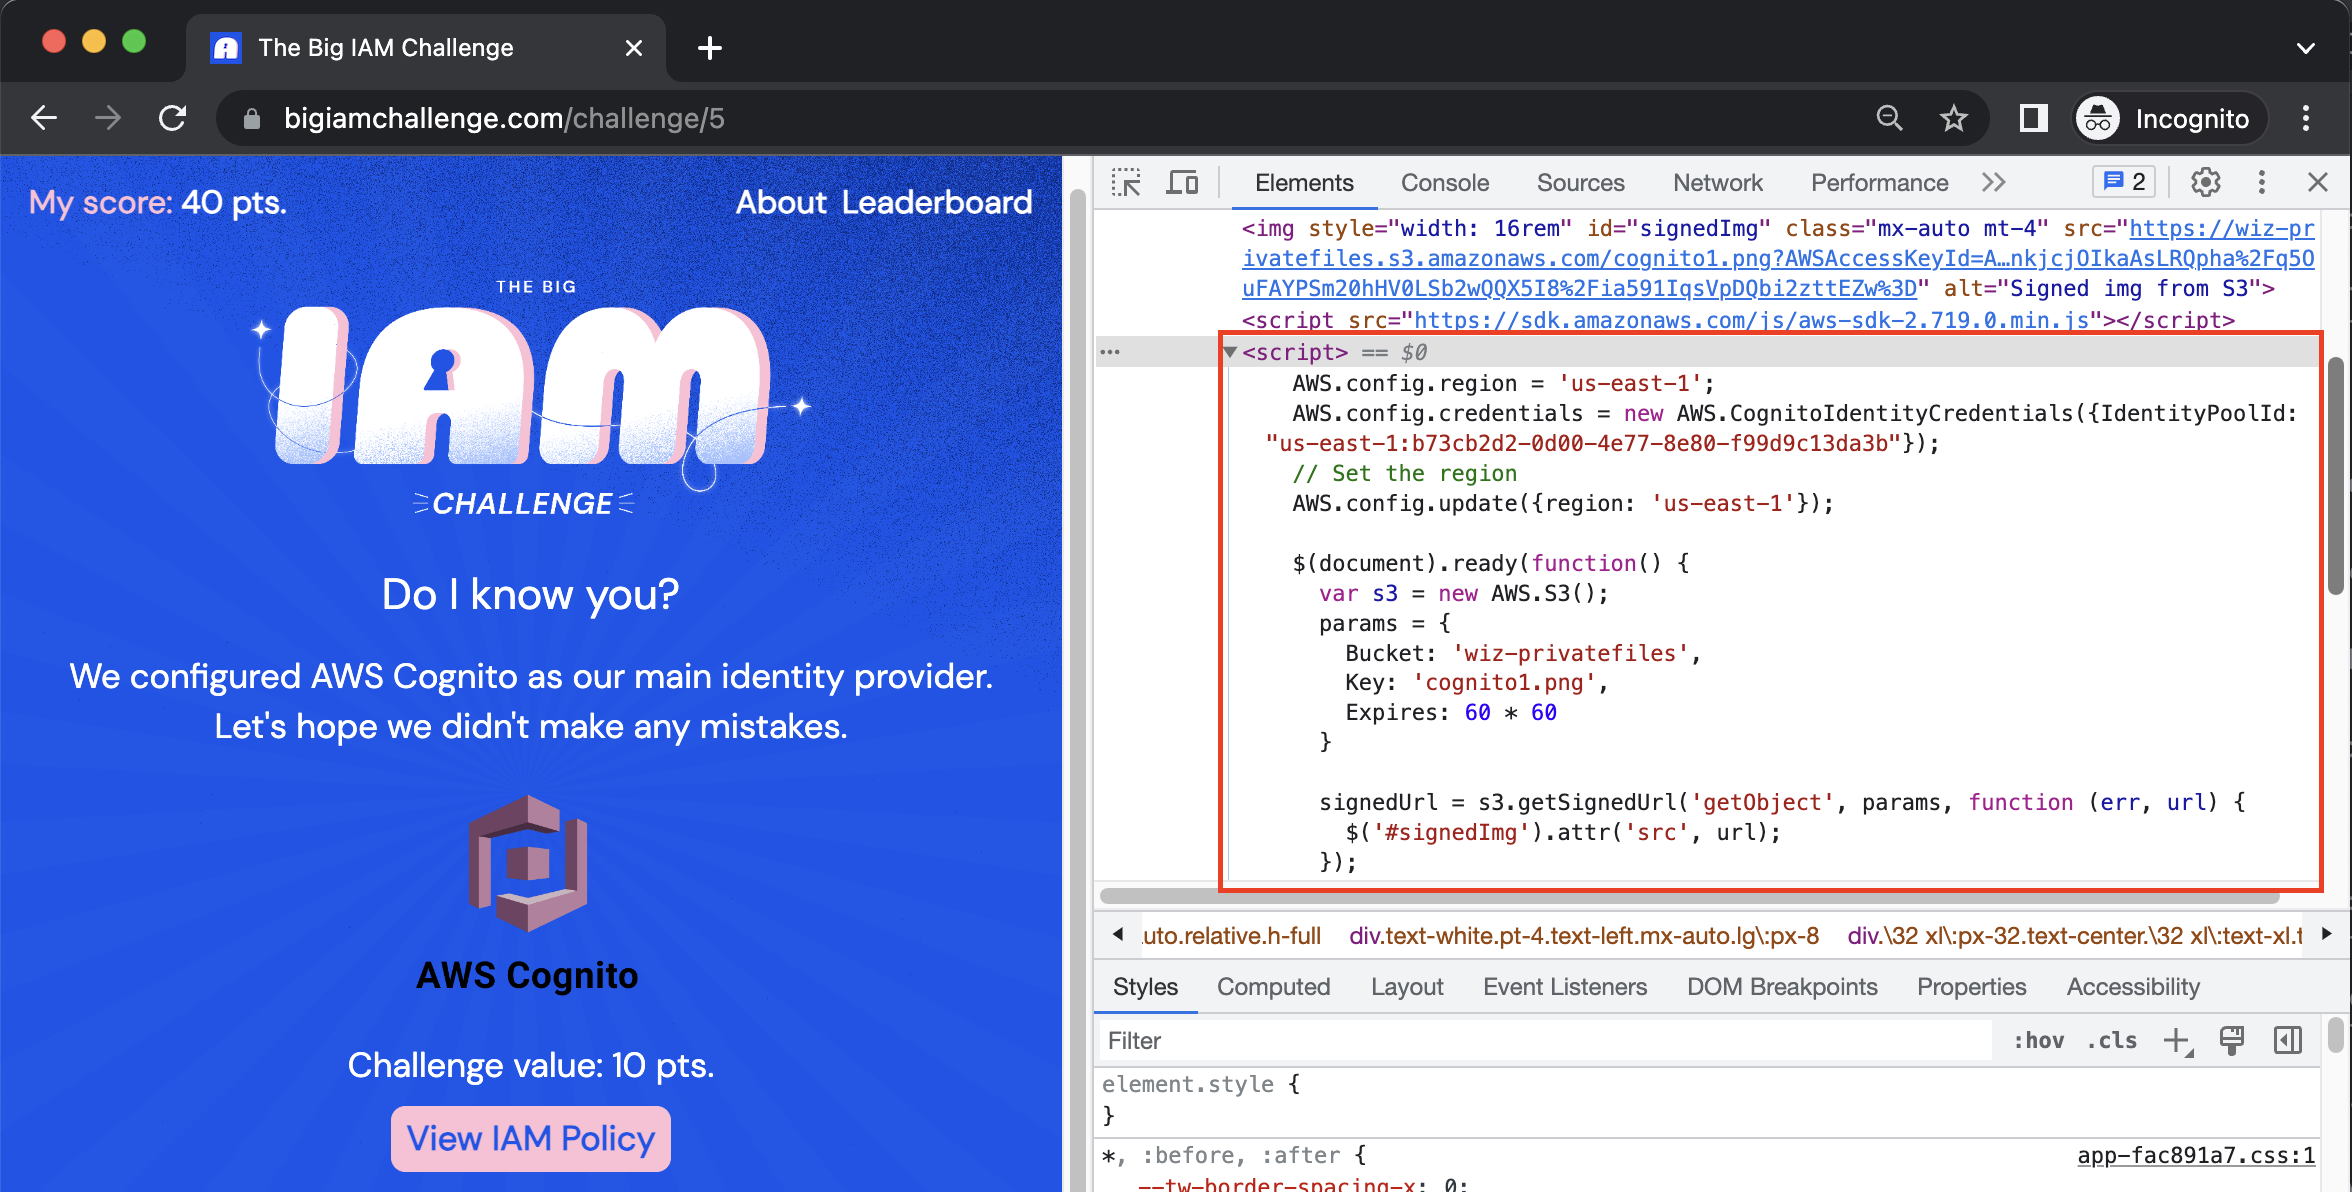 The Big IAM Challenge
bigiamchallenge.com/challenge/5
Incognito
My score: 40 pts.
About Leaderboard
THE BIG
IAM
CHALLENGE
Do I know you?
We configured AWS Cognito as our main identity provider.
Let's hope we didn't make any mistakes.
AWS Cognito
Challenge value: 10 pts.
View IAM Policy
Elements Console Sources Network Performance 2
<img style="width: 16rem" id="signedImg" class="mx-auto mt-4" src="https://wiz-pr
ivatefiles.s3.amazonaws.com/cognito1.png?AWSAccessKeyId=A…nkjcjOIkaAsLRQpha%2Fq5O
uFAYPSm20hHV0LSb2wQQX5I8%2Fia591IqsVpDQbi2zttEZw%3D" alt="Signed img from S3">
<script src="https://sdk.amazonaws.com/js/aws-sdk-2.719.0.min.js"></script>
<script> == $0
AWS.config.region = 'us-east-1';
AWS.config.credentials = new AWS.CognitoIdentityCredentials({IdentityPoolId:
"us-east-1:b73cb2d2-0d00-4e77-8e80-f99d9c13da3b"});
// Set the region
AWS.config.update({region: 'us-east-1'});
$(document).ready(function() {
var s3 = new AWS.S3();
params = {
Bucket: 'wiz-privatefiles',
Key: 'cognito1.png',
Expires: 60 * 60
}
signedUrl = s3.getSignedUrl('getObject', params, function (err, url) {
$('#signedImg').attr('src', url);
});
.uto.relative.h-full div.text-white.pt-4.text-left.mx-auto.lg\:px-8 div.\32 xl\:px-32.text-center.\32 xl\:text-xl.t
Styles Computed Layout Event Listeners DOM Breakpoints Properties Accessibility
Filter :hov .cls
element.style {
}
*, :before, :after { app-fac891a7.css:1
--tw-border-spacing-x: 0;